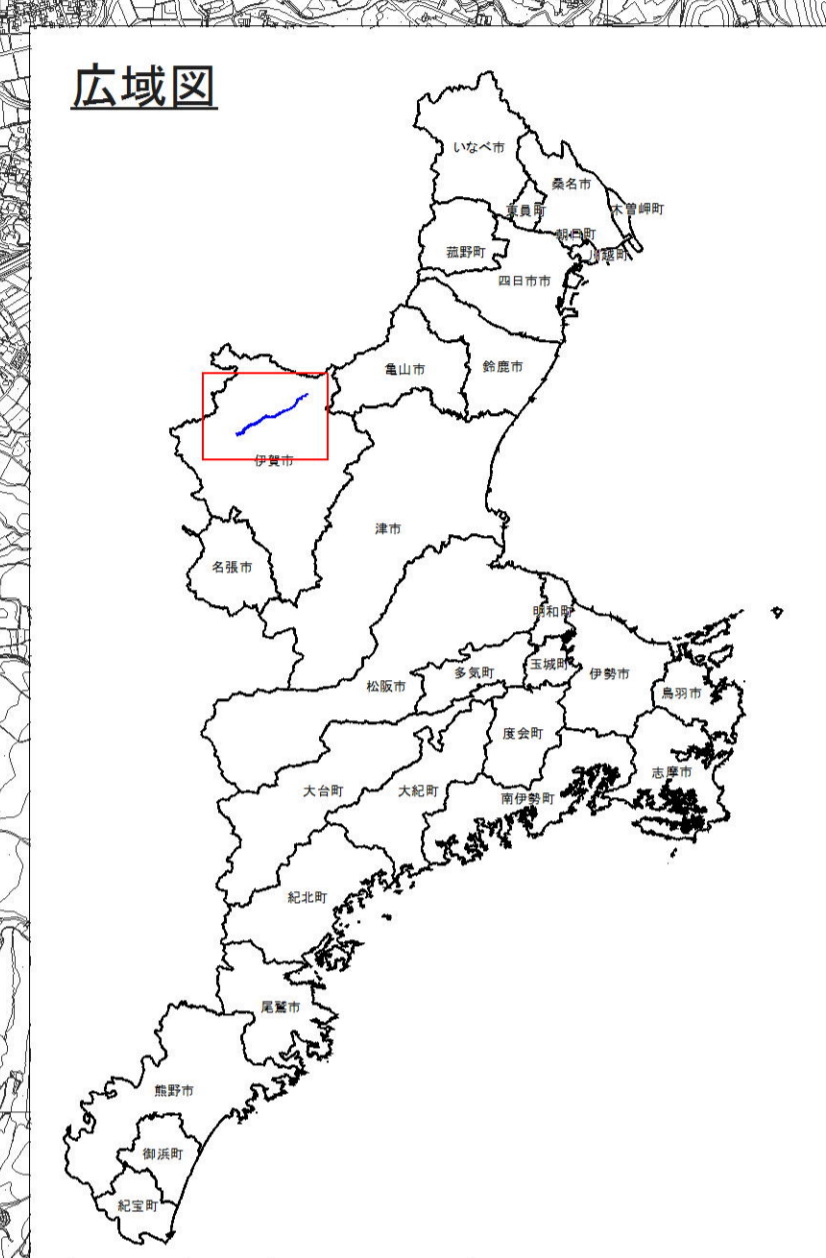 広域図
いなべ市
桑名市
東員町
木曽岬町
朝日町
川越町
菰野町
四日市市
亀山市
鈴鹿市
伊賀市
津市
名張市
明和町
玉城町
多気町
伊勢市
松阪市
鳥羽市
度会町
志摩市
大台町
大紀町
南伊勢町
紀北町
尾鷲市
熊野市
御浜町
紀宝町